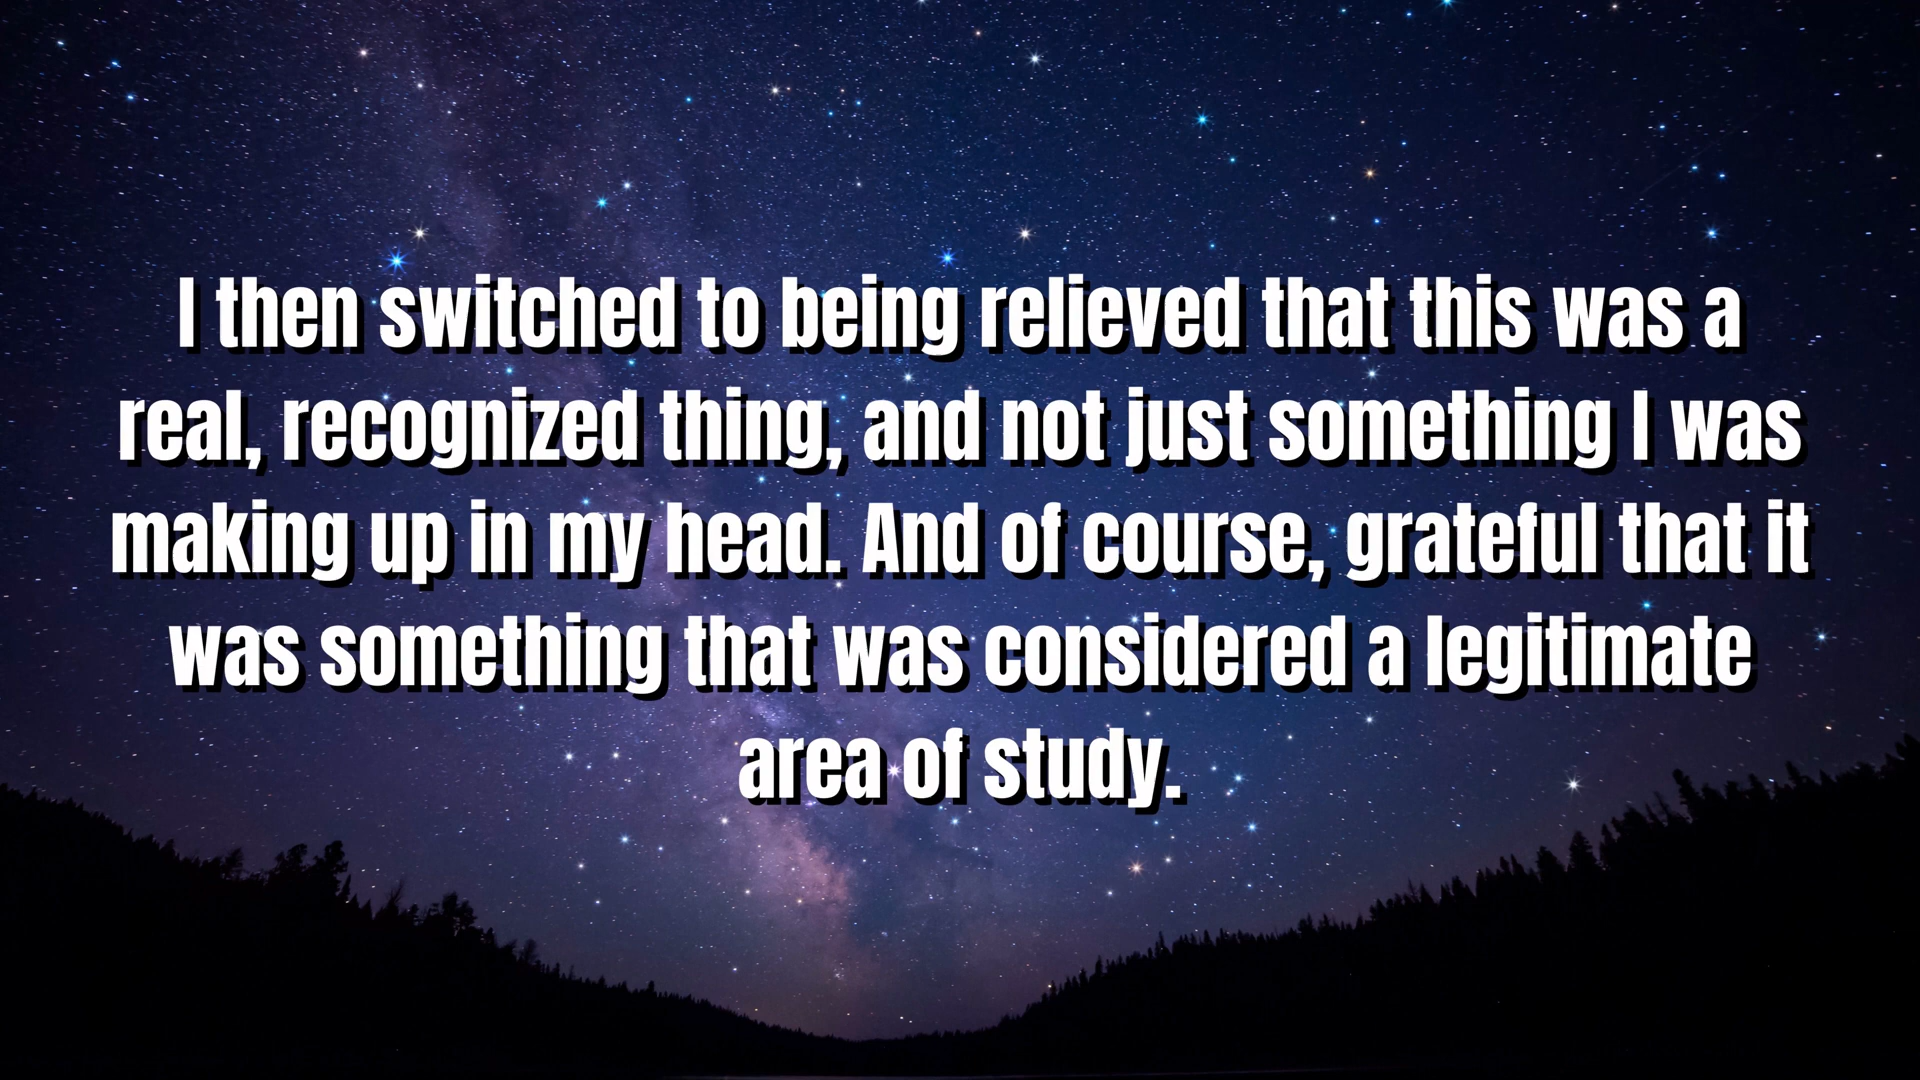 I then switched to being relieved that this was a
real, recognized thing, and not just something I was
making up in my head. And of course, grateful that it
was something that was considered a legitimate
area of study.